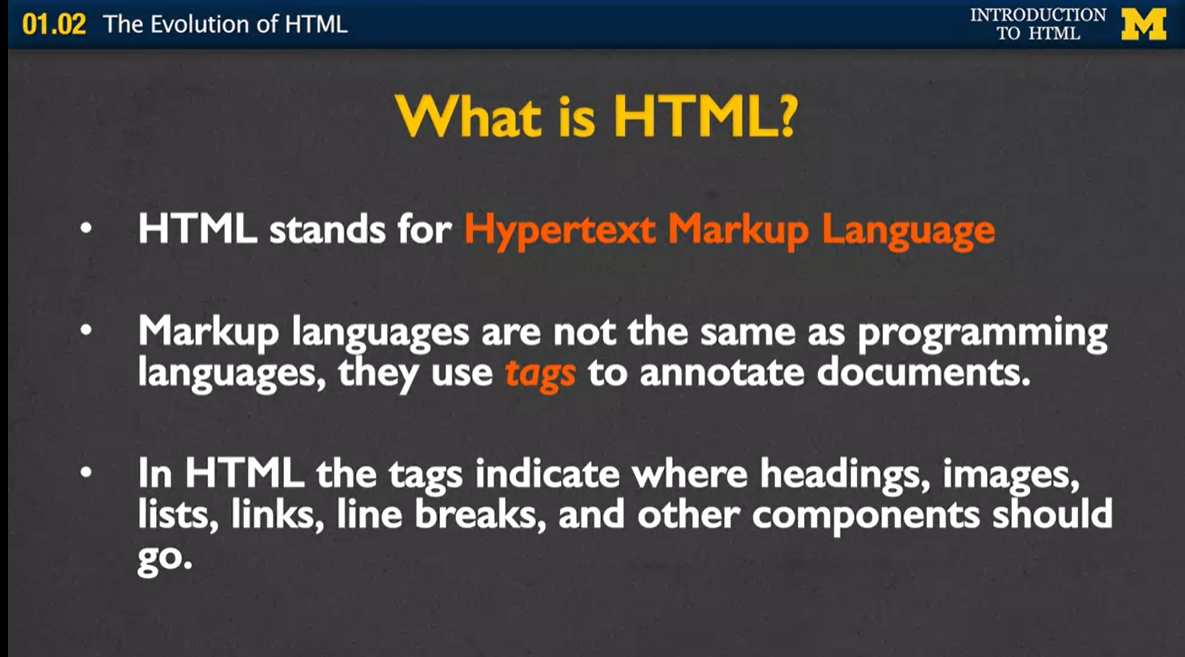 01.02 The Evolution of HTML
INTRODUCTION
TO HTML
M
What is HTML?
• HTML stands for Hypertext Markup Language
• Markup languages are not the same as programming
languages, they use tags to annotate documents.
• In HTML the tags indicate where headings, images,
lists, links, line breaks, and other components should
go.